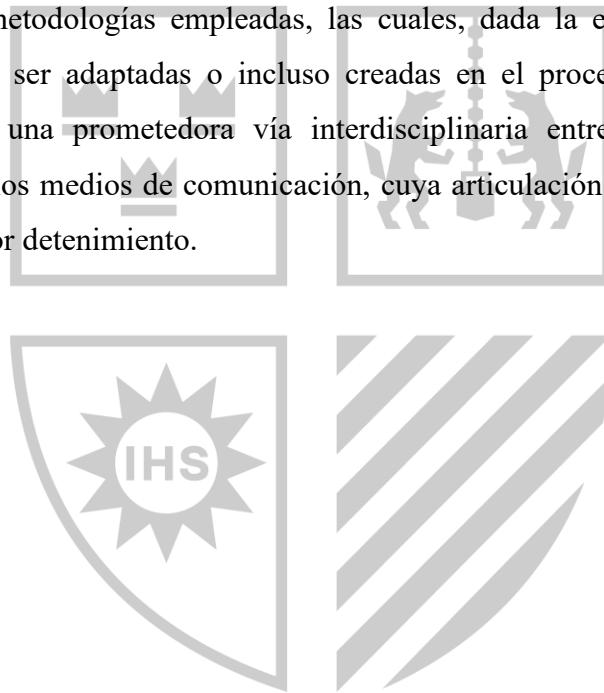 metodologías empleadas, las cuales, dada la e
ser adaptadas o incluso creadas en el proce
una prometedora vía interdisciplinaria entre
los medios de comunicación, cuya articulación
or detenimiento.
IHS